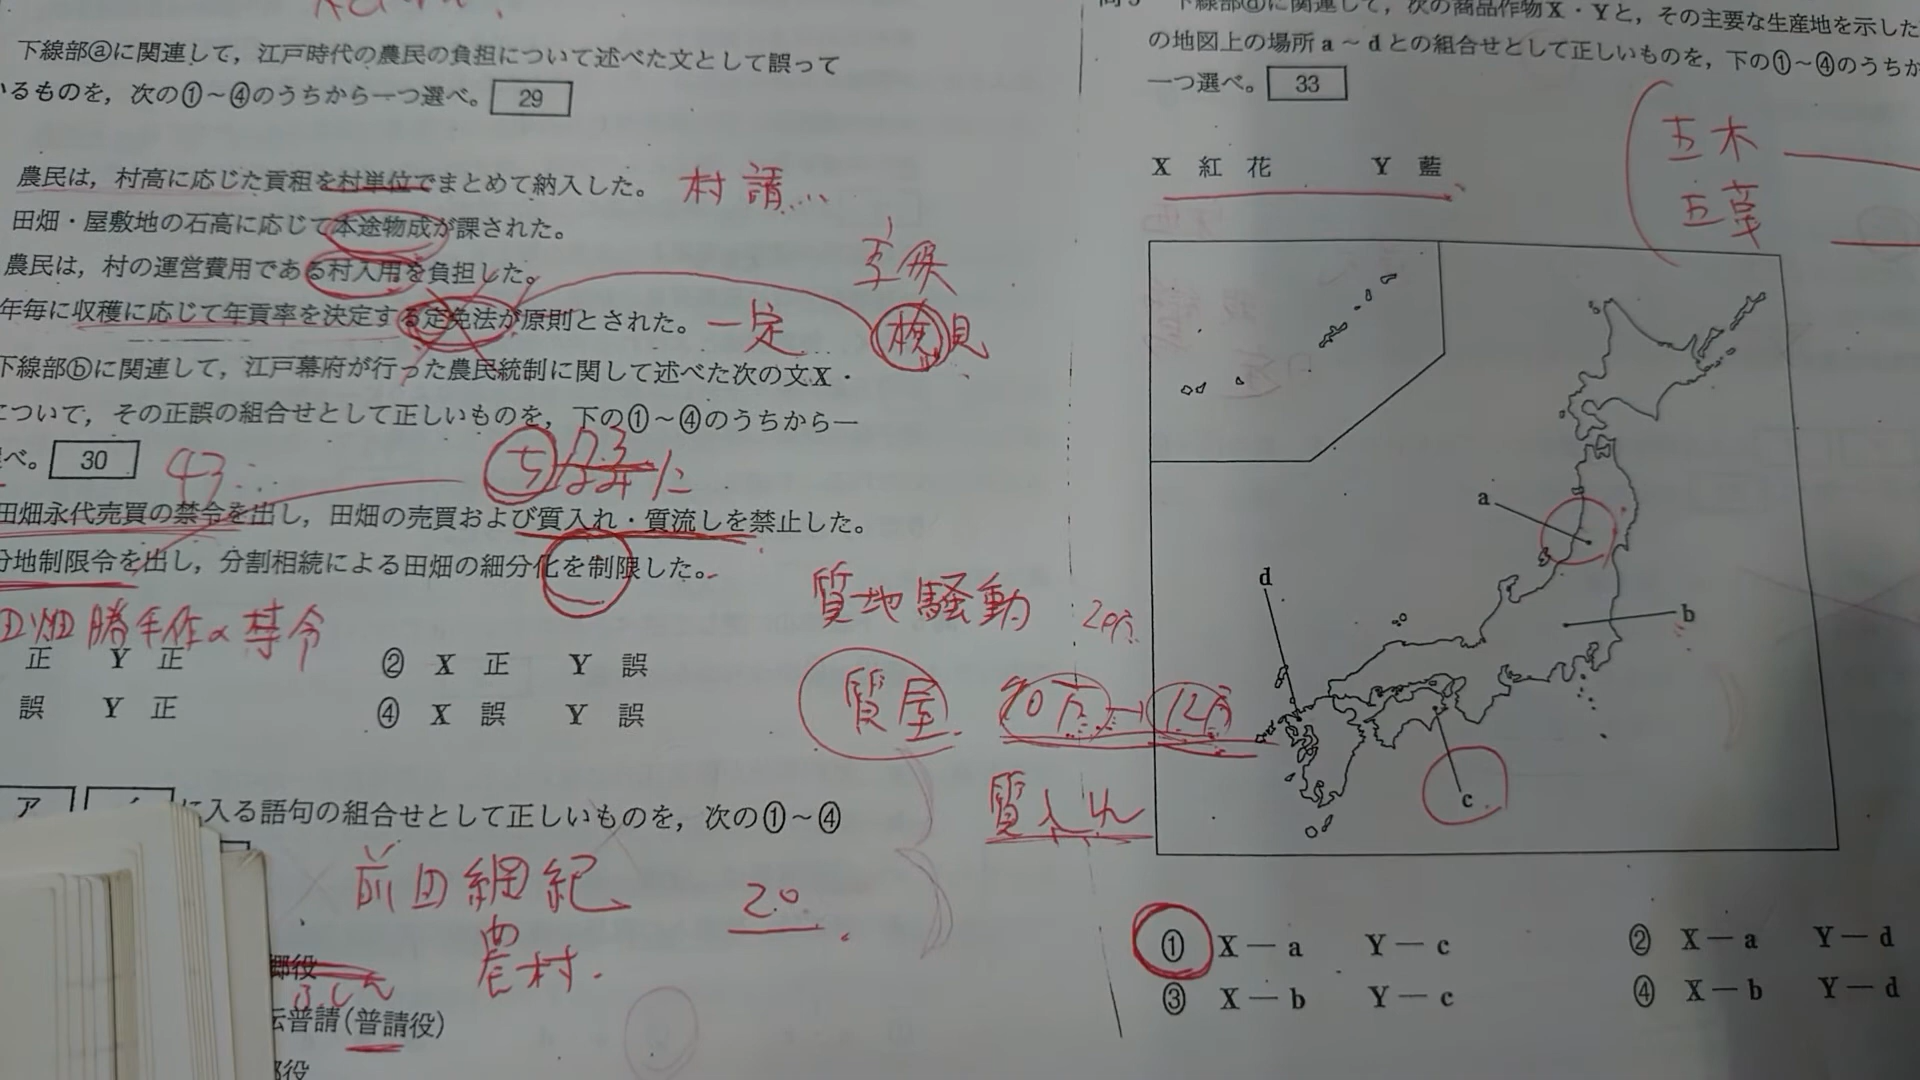 下線部ⓐに関連して，江戸時代の農民の負担について述べた文として誤って
いるものを，次の①～④のうちから一つ選べ。 29
農民は，村高に応じた貢租を村単位でまとめて納入した。 村請
田畑・屋敷地の石高に応じて本途物成が課された。
農民は，村の運営費用である村入用を負担した。
年毎に収穫に応じて年貢率を決定する定免法が原則とされた。 一定 検見
下線部ⓑに関連して，江戸幕府が行った農民統制に関して述べた次の文X・
について，その正誤の組合せとして正しいものを，下の①～④のうちから一
べ。 30 43
田畑永代売買の禁令を出し，田畑の売買および質入れ・質流しを禁止した。
分地制限令を出し，分割相続による田畑の細分化を制限した。
田畑勝手作の禁令
質地騒動
正 Y 正 ② X 正 Y 誤
誤 Y 正 ④ X 誤 Y 誤
質屋 12万
質入れ
ア
に入る語句の組合せとして正しいものを，次の①～④
前田綱紀 20
農村
郷役
普請(普請役)
役
下線部ⓓに関連して，次の商品作物X・Yと，その主要な生産地を示した
の地図上の場所a～dとの組合せとして正しいものを，下の①～④のうちか
一つ選べ。 33
五木
X 紅花 Y 藍
a
d
b
c
① X－a Y－c ② X－a Y－d
③ X－b Y－c ④ X－b Y－d